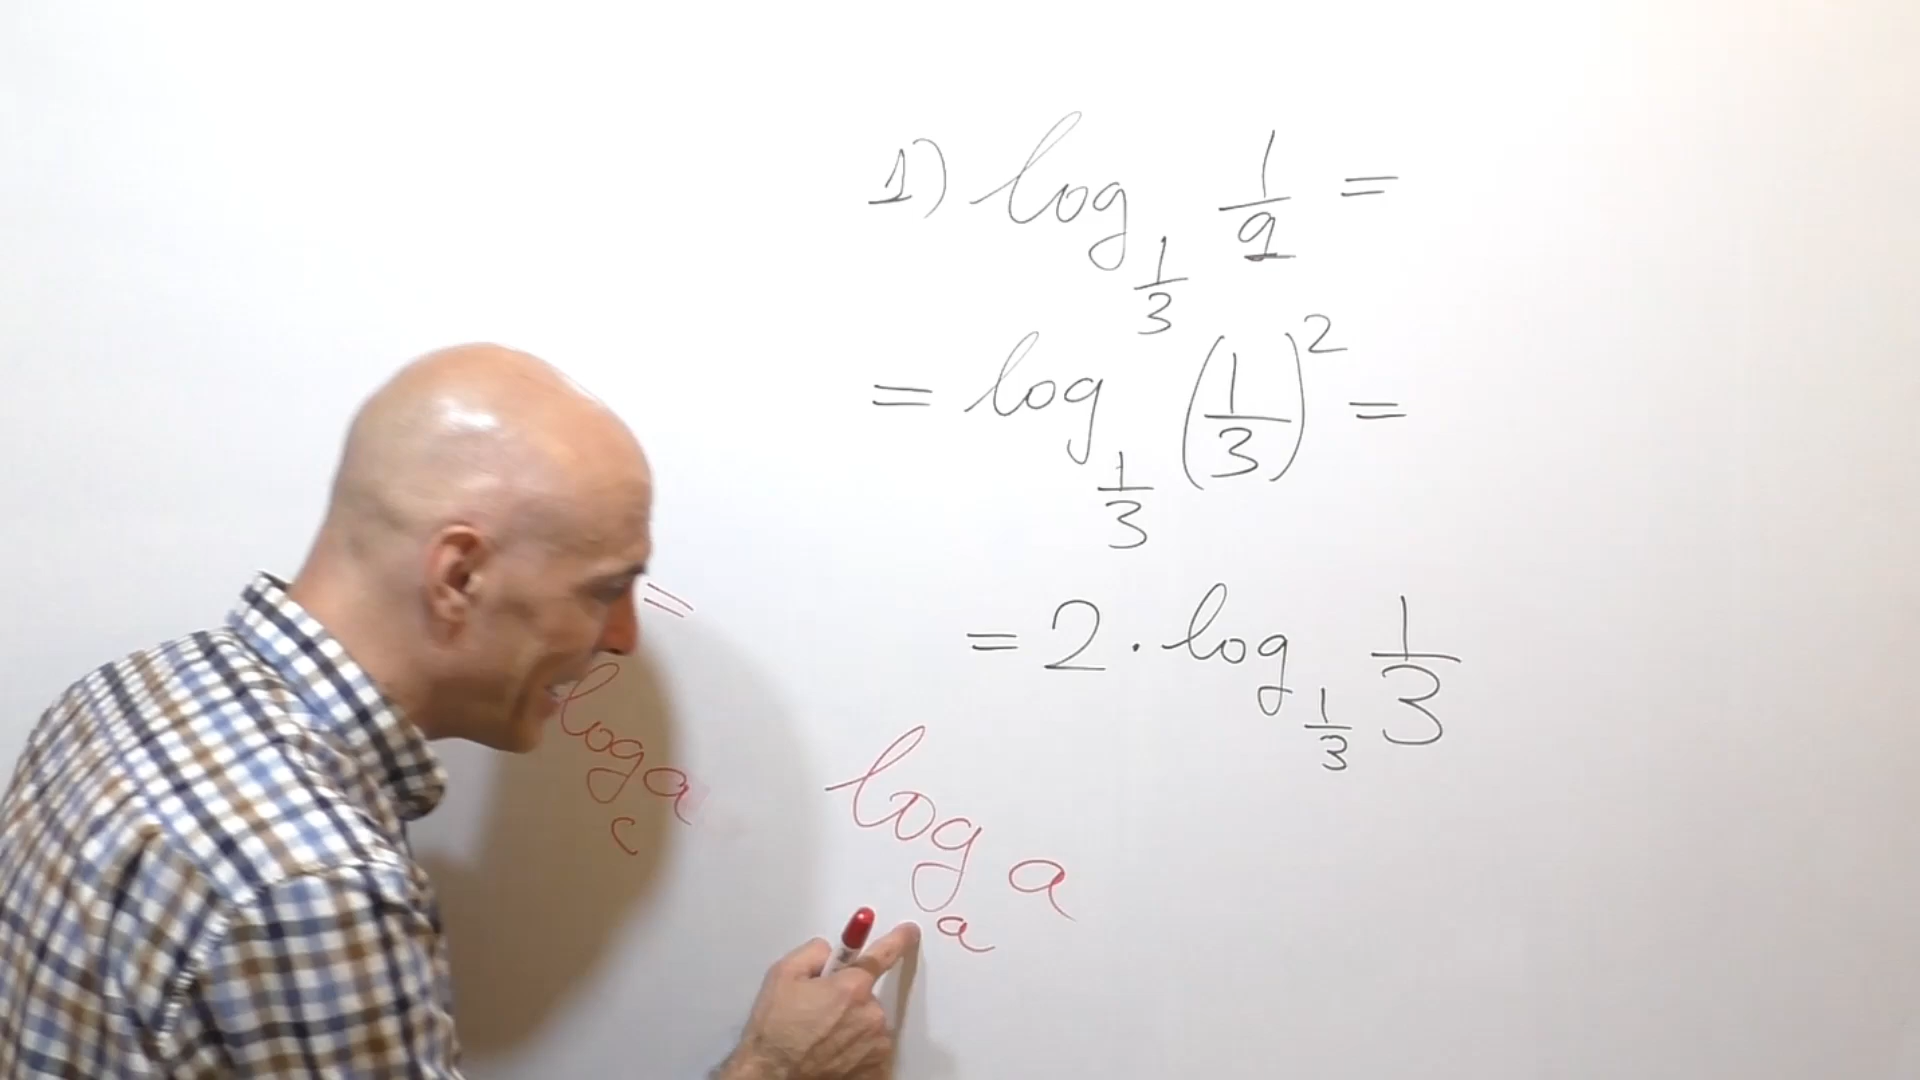 1) log_{1/3} 1/9 =
= log_{1/3} (1/3)^2 =
= 2 · log_{1/3} 1/3
=
log_c a
log_a a